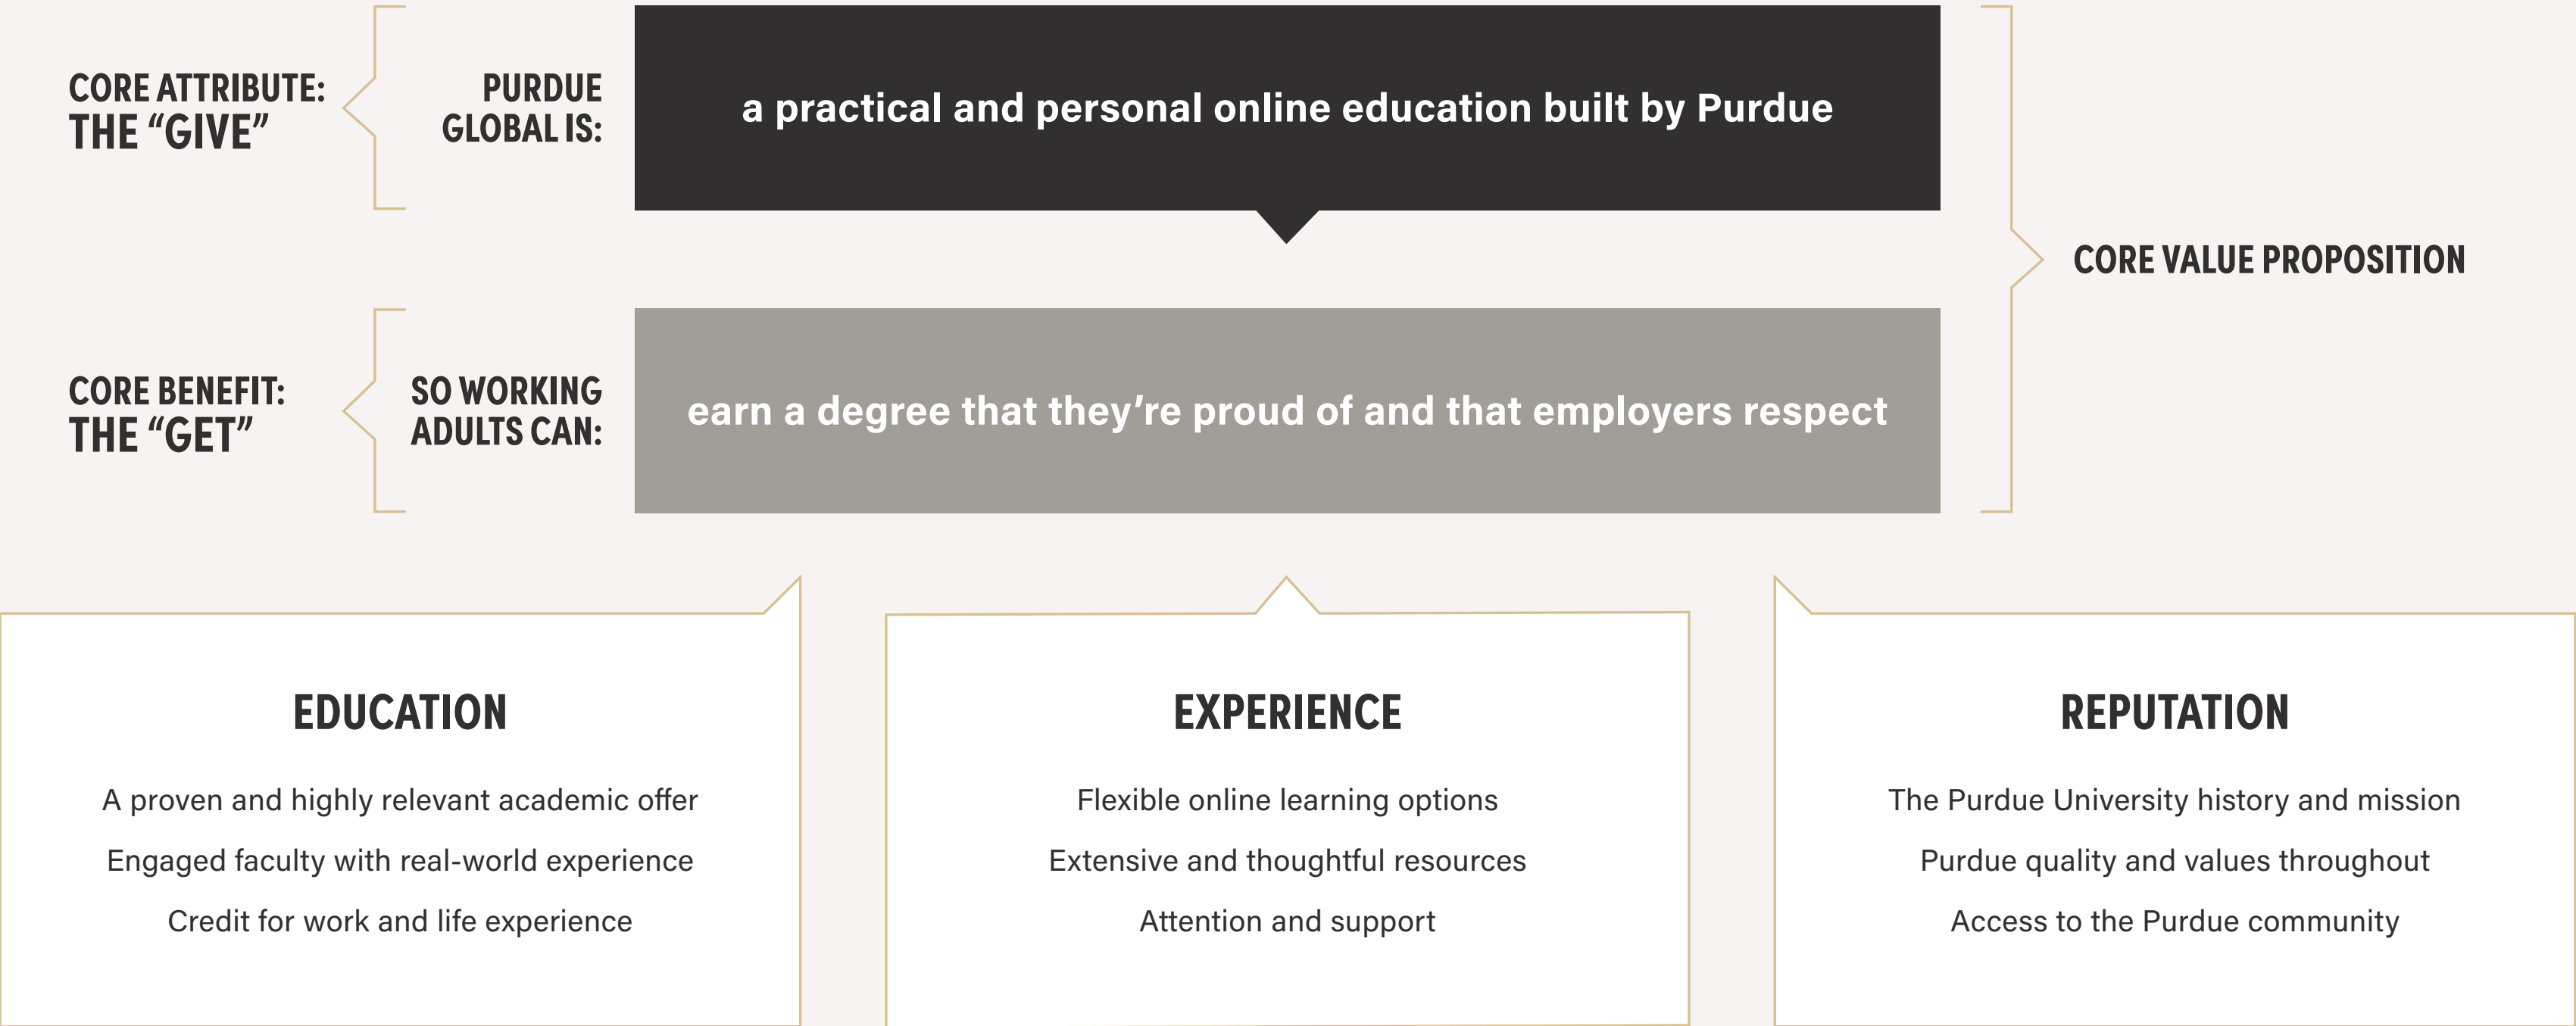 CORE ATTRIBUTE:
THE “GIVE”
PURDUE
GLOBAL IS:
a practical and personal online education built by Purdue
CORE VALUE PROPOSITION
CORE BENEFIT:
THE “GET”
SO WORKING
ADULTS CAN:
earn a degree that they’re proud of and that employers respect
EDUCATION
A proven and highly relevant academic offer
Engaged faculty with real-world experience
Credit for work and life experience
EXPERIENCE
Flexible online learning options
Extensive and thoughtful resources
Attention and support
REPUTATION
The Purdue University history and mission
Purdue quality and values throughout
Access to the Purdue community